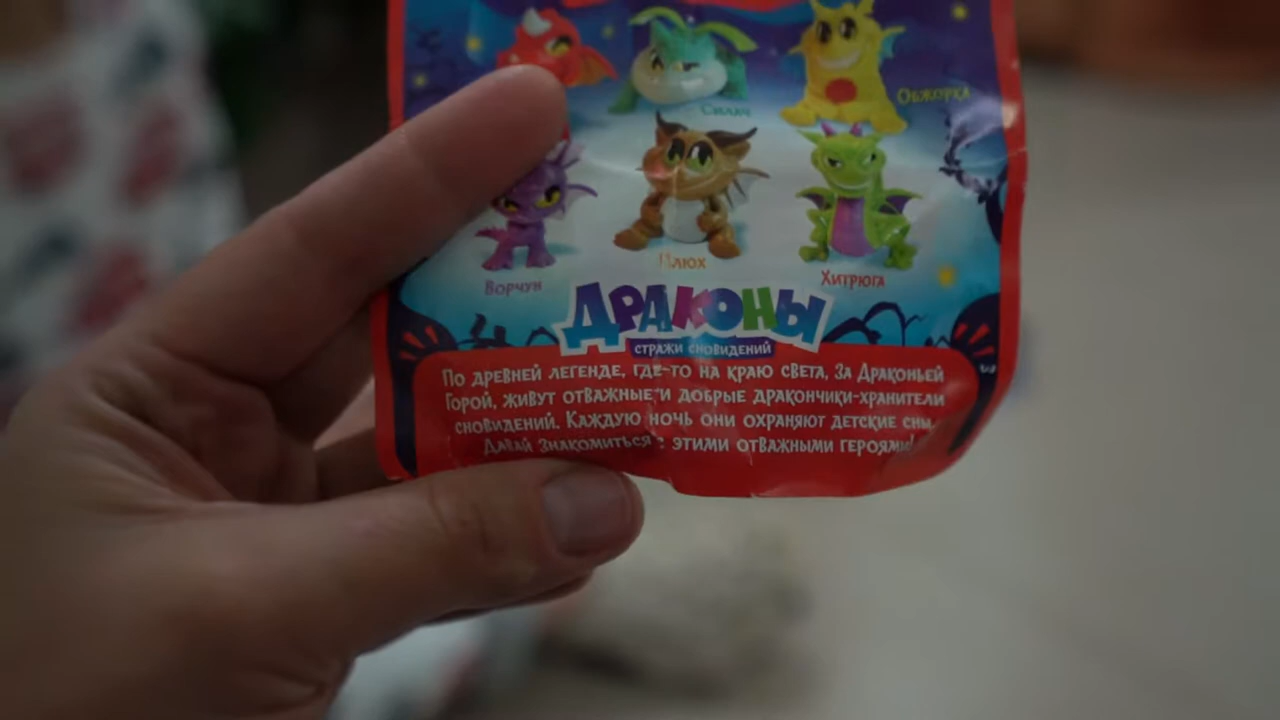 Силач
Обжорка
Плюх
Ворчун
Хитрюга
ДРАКОНЫ
СТРАЖИ СНОВИДЕНИЙ
По древней легенде, где-то на краю света, за Драконьей
Горой, живут отважные и добрые дракончики-хранители
сновидений. Каждую ночь они охраняют детские сны.
Давай знакомиться с этими отважными героями!